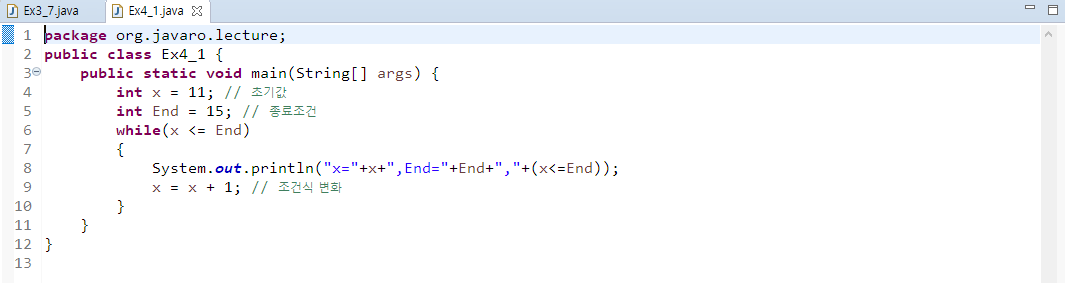 Ex3_7.java Ex4_1.java
1 package org.javaro.lecture;
2 public class Ex4_1 {
3 public static void main(String[] args) {
4 int x = 11; // 초기값
5 int End = 15; // 종료조건
6 while(x <= End)
7 {
8 System.out.println("x="+x+",End="+End+","+(x<=End));
9 x = x + 1; // 조건식 변화
10 }
11 }
12 }
13